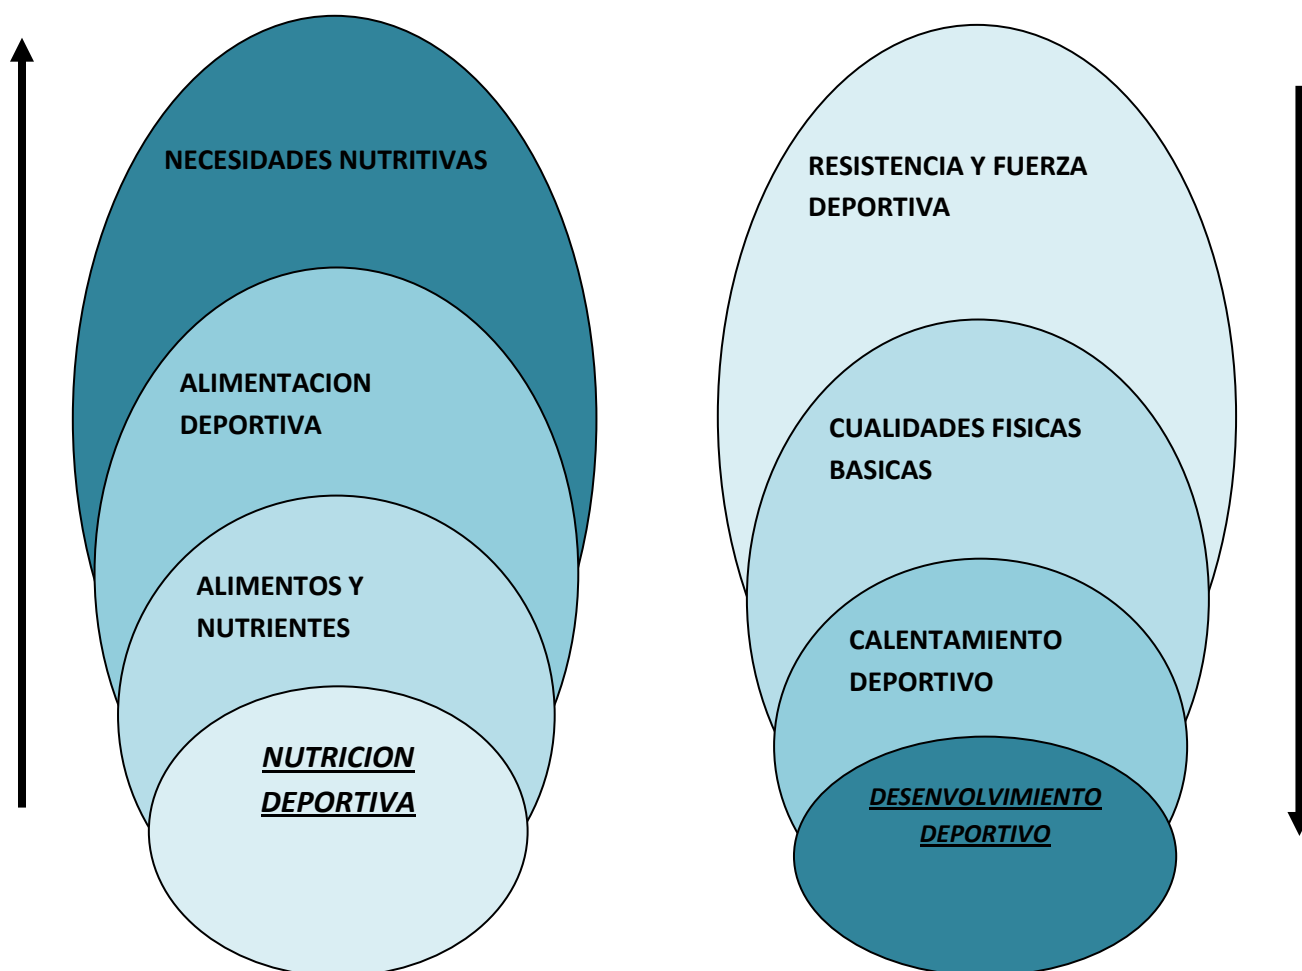 NECESIDADES NUTRITIVAS
ALIMENTACION
DEPORTIVA
ALIMENTOS Y
NUTRIENTES
NUTRICION
DEPORTIVA
RESISTENCIA Y FUERZA
DEPORTIVA
CUALIDADES FISICAS
BASICAS
CALENTAMIENTO
DEPORTIVO
DESENVOLVIMIENTO
DEPORTIVO